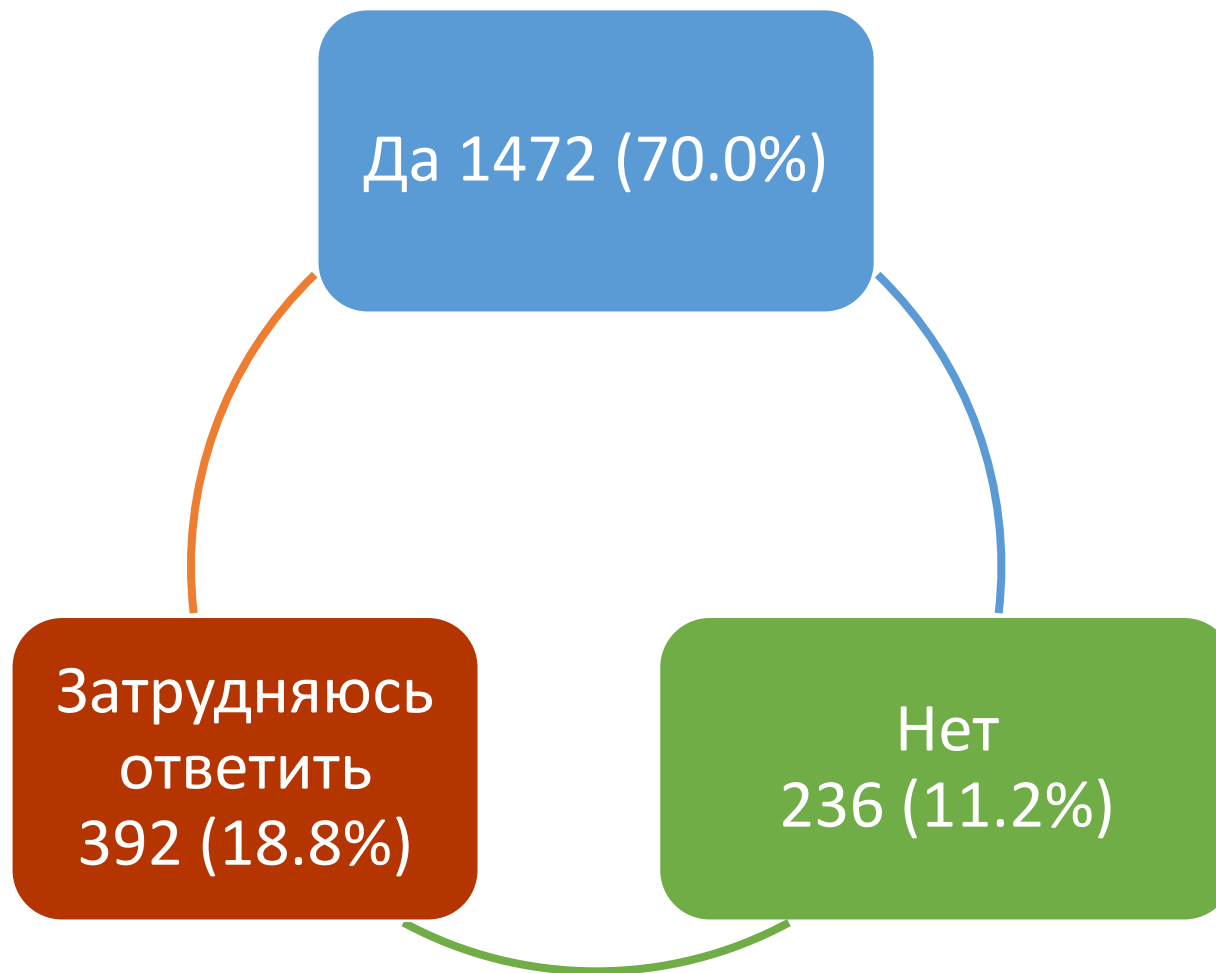 Да 1472 (70.0%)
Затрудняюсь
ответить
392 (18.8%)
Нет
236 (11.2%)